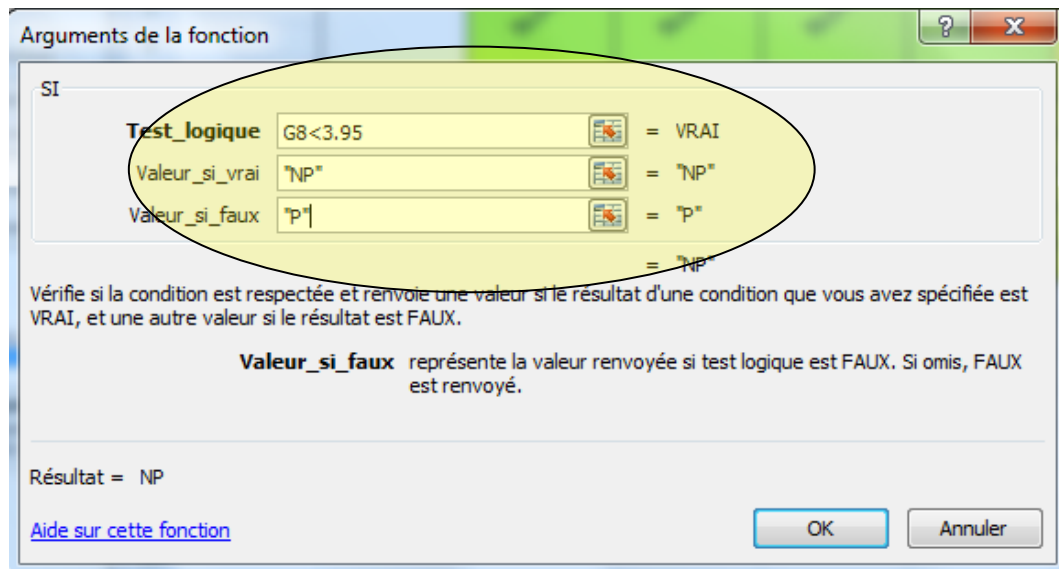 Arguments de la fonction
SI
Test_logique G8<3.95 = VRAI
Valeur_si_vrai "NP" = "NP"
Valeur_si_faux "P" = "P"
= "NP"
Vérifie si la condition est respectée et renvoie une valeur si le résultat d'une condition que vous avez spécifiée est
VRAI, et une autre valeur si le résultat est FAUX.
Valeur_si_faux représente la valeur renvoyée si test logique est FAUX. Si omis, FAUX
est renvoyé.
Résultat = NP
Aide sur cette fonction
OK Annuler